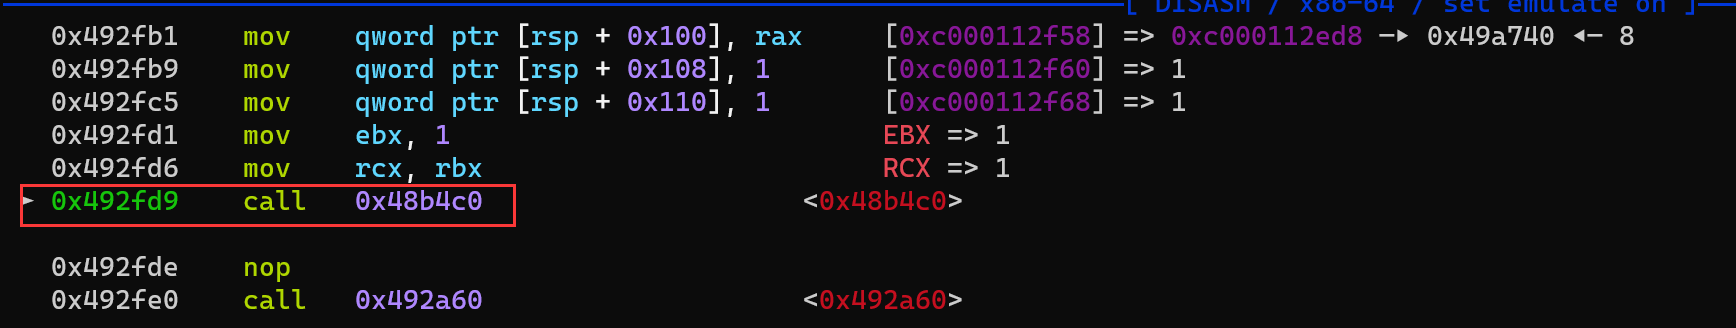 [ DISASM / x86-64 / set emulate on ]
0x492fb1 mov qword ptr [rsp + 0x100], rax [0xc000112f58] => 0xc000112ed8 —▸ 0x49a740 ◂— 8
0x492fb9 mov qword ptr [rsp + 0x108], 1 [0xc000112f60] => 1
0x492fc5 mov qword ptr [rsp + 0x110], 1 [0xc000112f68] => 1
0x492fd1 mov ebx, 1 EBX => 1
0x492fd6 mov rcx, rbx RCX => 1
► 0x492fd9 call 0x48b4c0 <0x48b4c0>
0x492fde nop
0x492fe0 call 0x492a60 <0x492a60>